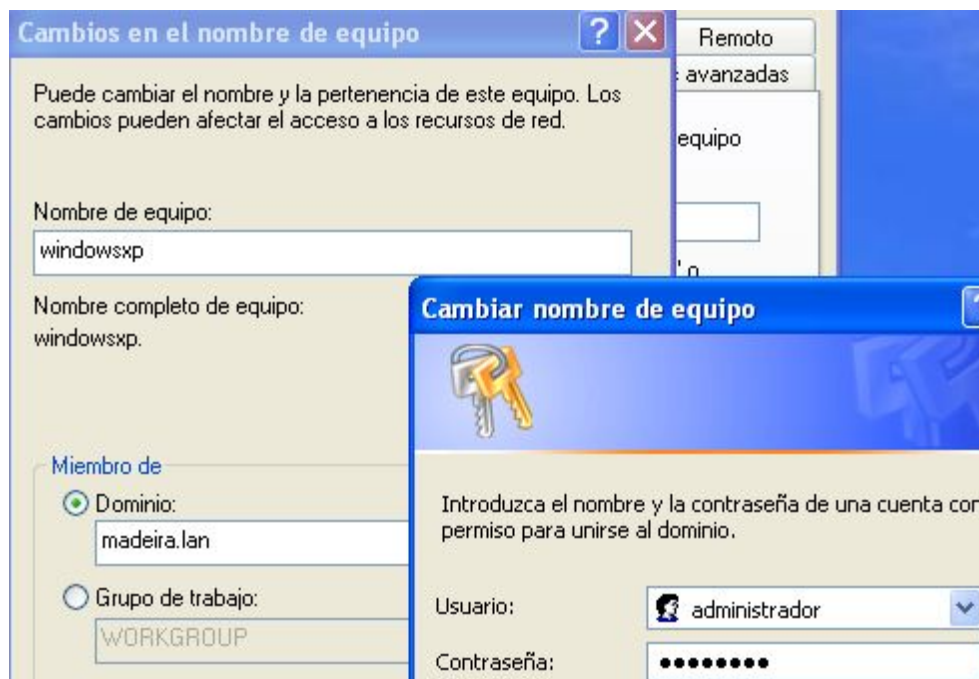 Cambios en el nombre de equipo
Remoto
avanzadas
Puede cambiar el nombre y la pertenencia de este equipo. Los
cambios pueden afectar el acceso a los recursos de red.
equipo
Nombre de equipo:
windowsxp
Nombre completo de equipo:
windowsxp.
Cambiar nombre de equipo
Miembro de
Dominio:
madeira.lan
Grupo de trabajo:
WORKGROUP
Introduzca el nombre y la contraseña de una cuenta con
permiso para unirse al dominio.
Usuario:
administrador
Contraseña: